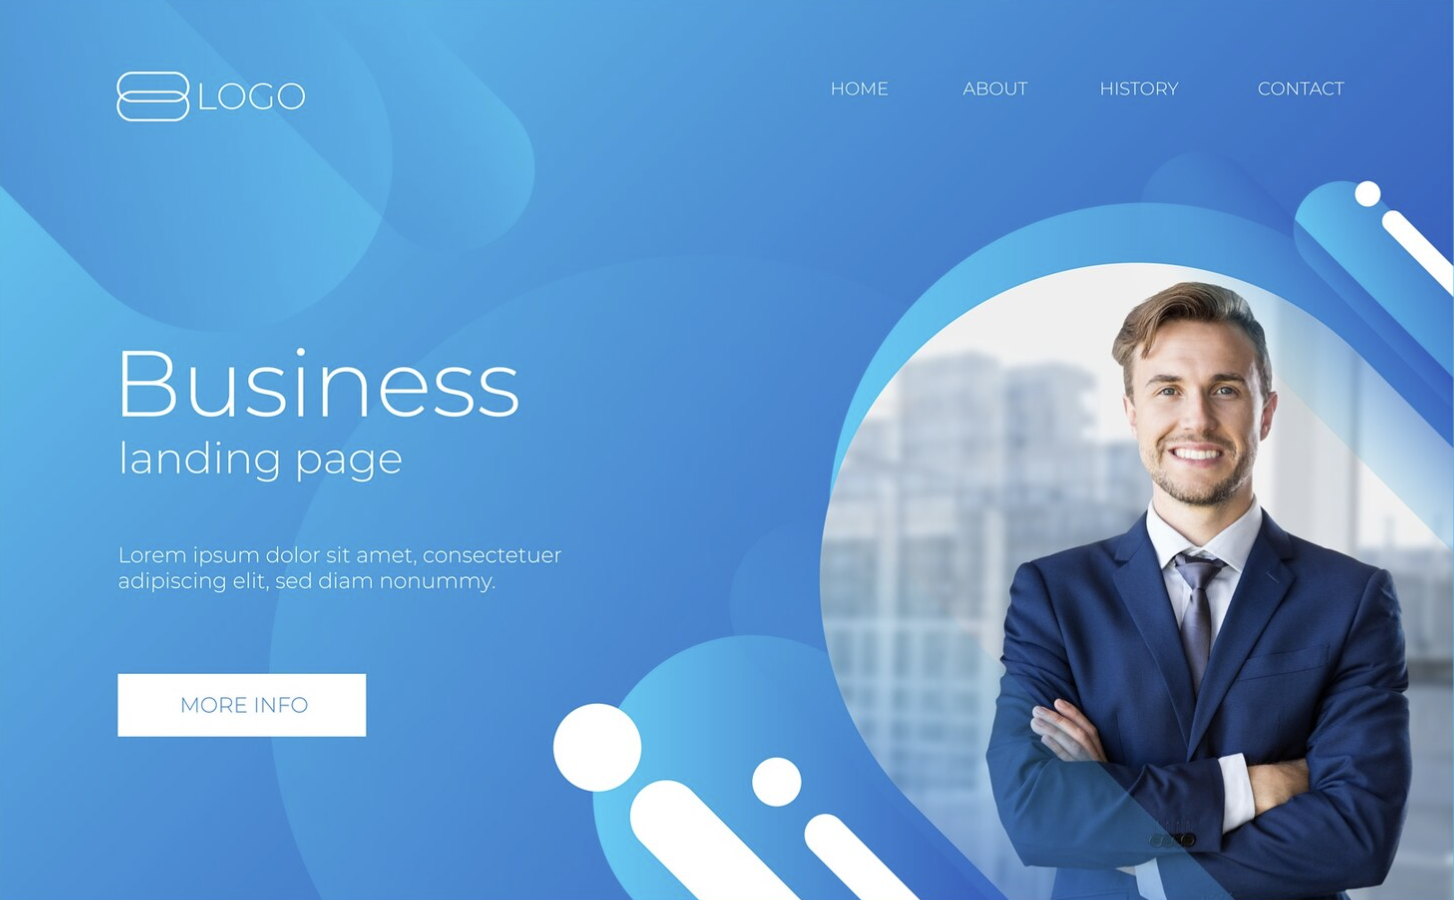 LOGO
HOME
ABOUT
HISTORY
CONTACT
Business
landing page
Lorem ipsum dolor sit amet, consectetuer
adipiscing elit, sed diam nonummy.
MORE INFO